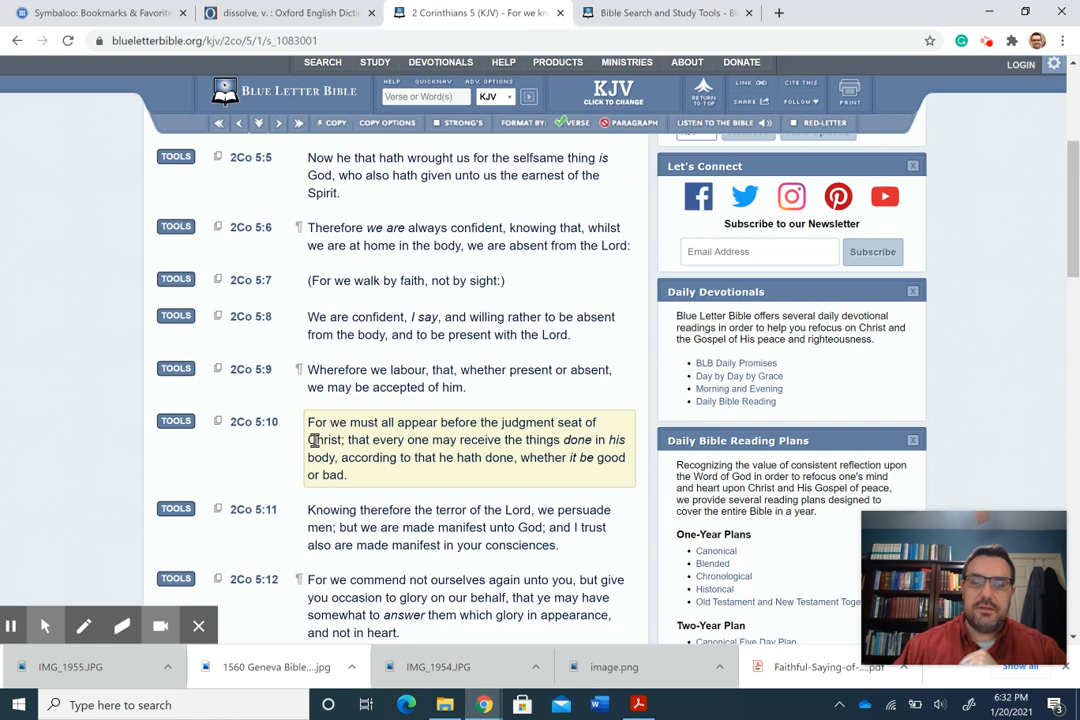 Symbaloo: Bookmarks & Favorite
dissolve, v. : Oxford English Dictio
2 Corinthians 5 (KJV) - For we kn
Bible Search and Study Tools - Bl
blueletterbible.org/kjv/2co/5/1/s_1083001
SEARCH STUDY DEVOTIONALS HELP PRODUCTS MINISTRIES ABOUT DONATE
LOGIN
BLUE LETTER BIBLE
HELP QUICKNAV ADV. OPTIONS
Verse or Word(s)
KJV
KJV
CLICK TO CHANGE
RETURN TO TOP
LINK
SHARE
CITE THIS
FOLLOW
PRINT
COPY COPY OPTIONS STRONG'S FORMAT BY: VERSE PARAGRAPH LISTEN TO THE BIBLE RED-LETTER
TOOLS 2Co 5:5 Now he that hath wrought us for the selfsame thing is
God, who also hath given unto us the earnest of the
Spirit.
TOOLS 2Co 5:6 ¶ Therefore we are always confident, knowing that, whilst
we are at home in the body, we are absent from the Lord:
TOOLS 2Co 5:7 (For we walk by faith, not by sight:)
TOOLS 2Co 5:8 We are confident, I say, and willing rather to be absent
from the body, and to be present with the Lord.
TOOLS 2Co 5:9 ¶ Wherefore we labour, that, whether present or absent,
we may be accepted of him.
TOOLS 2Co 5:10 For we must all appear before the judgment seat of
Christ; that every one may receive the things done in his
body, according to that he hath done, whether it be good
or bad.
TOOLS 2Co 5:11 Knowing therefore the terror of the Lord, we persuade
men; but we are made manifest unto God; and I trust
also are made manifest in your consciences.
TOOLS 2Co 5:12 ¶ For we commend not ourselves again unto you, but give
you occasion to glory on our behalf, that ye may have
somewhat to answer them which glory in appearance,
and not in heart.
Let's Connect
Subscribe to our Newsletter
Email Address
Subscribe
Daily Devotionals
Blue Letter Bible offers several daily devotional
readings in order to help you refocus on Christ and
the Gospel of His peace and righteousness.
BLB Daily Promises
Day by Day by Grace
Morning and Evening
Daily Bible Reading
Daily Bible Reading Plans
Recognizing the value of consistent reflection upon
the Word of God in order to refocus one's mind
and heart upon Christ and His Gospel of peace,
we provide several reading plans designed to
cover the entire Bible in a year.
One-Year Plans
Canonical
Blended
Chronological
Historical
Old Testament and New Testament Toge
Two-Year Plan
Canonical Five Day Plan
IMG_1955.JPG
1560 Geneva Bible....jpg
IMG_1954.JPG
image.png
Faithful-Saying-of-....pdf
Show all
Type here to search
6:32 PM
1/20/2021
3